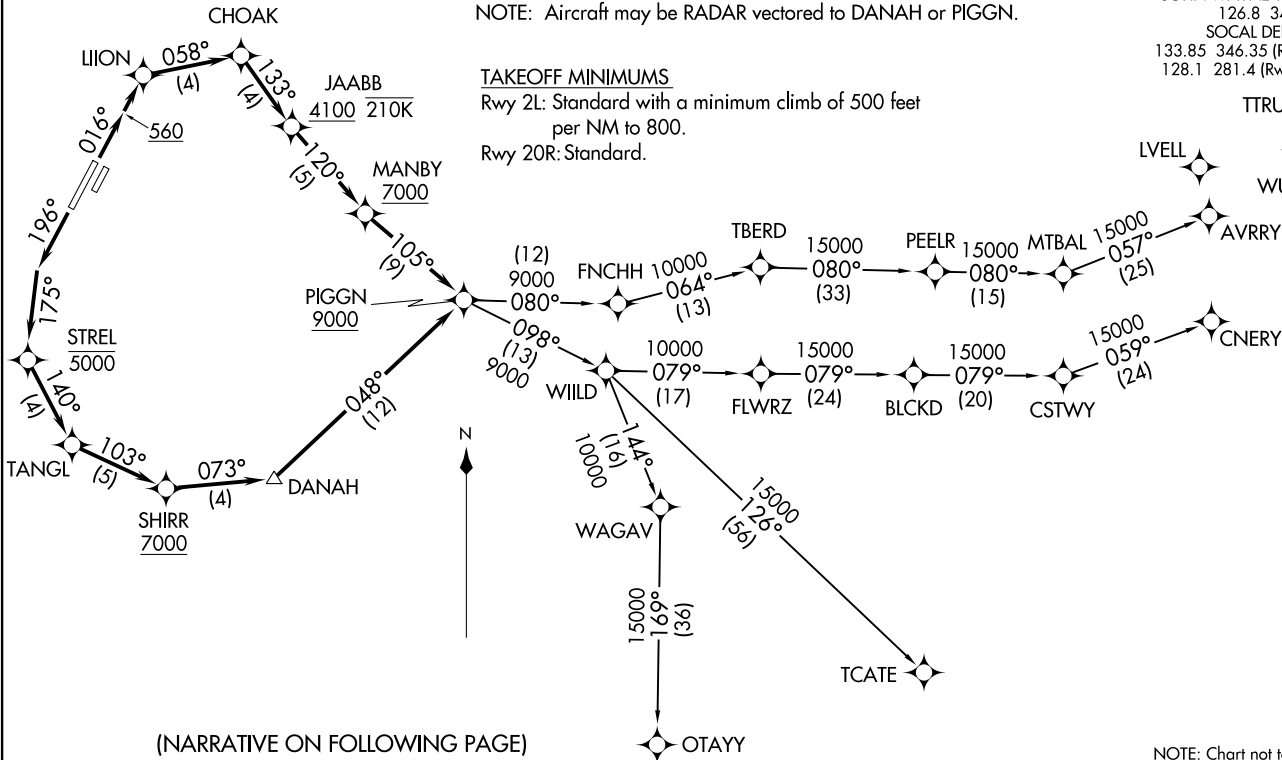 CHOAK
NOTE: Aircraft may be RADAR vectored to DANAH or PIGGN.
126.8
SOCAL
133.85 346.35
128.1 281.4
LIION
058°
(4)
133°
(4)
JAABB
4100 210K
TAKEOFF MINIMUMS
Rwy 2L: Standard with a minimum climb of 500 feet
per NM to 800.
Rwy 20R: Standard.
016°
560
120°
(5)
MANBY
7000
LVELL
196°
105°
(9)
175°
PIGGN
9000
(12)
9000
080°
FNCHH
10000
064°
(13)
TBERD
15000
080°
(33)
PEELR
15000
080°
(15)
MTBAL
15000
057°
(25)
AVRRY
STREL
5000
140°
(4)
048°
(12)
098°
(13)
9000
WIILD
10000
079°
(17)
FLWRZ
15000
079°
(24)
BLCKD
15000
079°
(20)
CSTWY
15000
059°
(24)
CNERY
TANGL
103°
(5)
SHIRR
7000
073°
(4)
DANAH
N
144°
(16)
10000
WAGAV
15000
126°
(56)
15000
169°
(36)
TCATE
(NARRATIVE ON FOLLOWING PAGE)
OTAYY
NOTE: Chart not